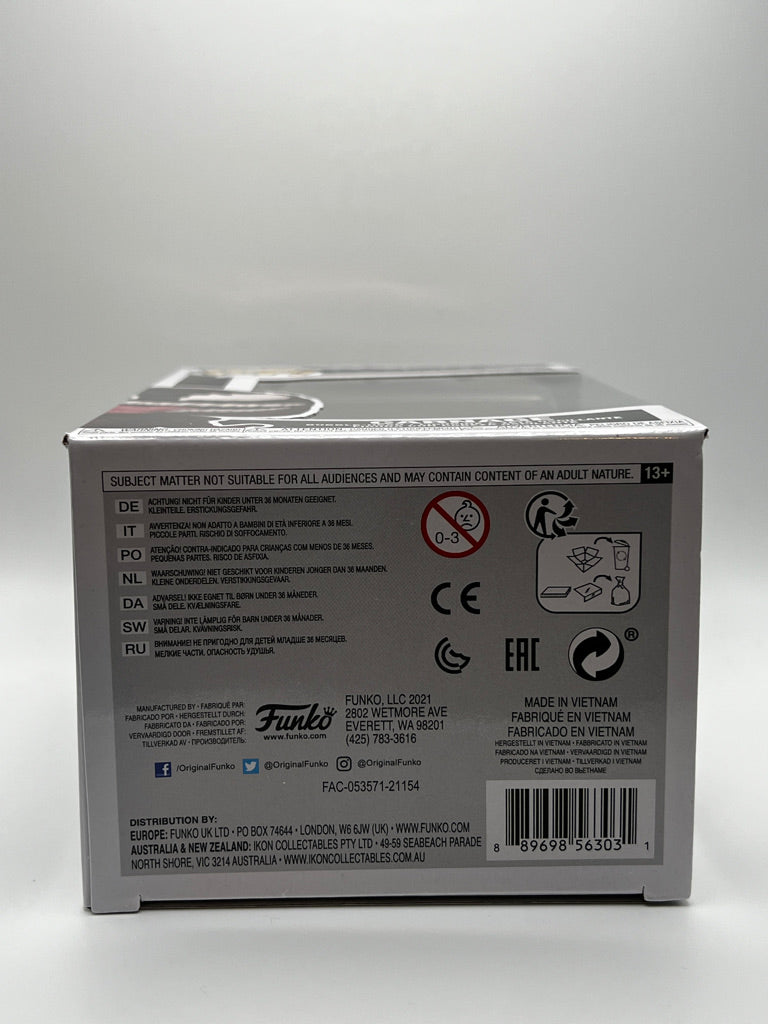 SUBJECT MATTER NOT SUITABLE FOR ALL AUDIENCES AND MAY CONTAIN CONTENT OF AN ADULT NATURE. 13+
DE ACHTUNG! NICHT FÜR KINDER UNTER 36 MONATEN GEEIGNET.
KLEINTEILE. ERSTICKUNGSGEFAHR.
IT AVVERTENZA! NON ADATTO A BAMBINI DI ETÀ INFERIORE A 36 MESI.
PICCOLE PARTI. RISCHIO DI SOFFOCAMENTO.
PO ATENÇÃO! CONTRA-INDICADO PARA CRIANÇAS COM MENOS DE 36 MESES.
PEQUENAS PARTES. RISCO DE ASFIXIA.
NL WAARSCHUWING! NIET GESCHIKT VOOR KINDEREN JONGER DAN 36 MAANDEN.
KLEINE ONDERDELEN. VERSTIKKINGSGEVAAR.
DA ADVARSEL! IKKE EGNET TIL BØRN UNDER 36 MÅNEDER.
SMÅ DELE. KVÆLNINGSFARE.
SW VARNING! INTE LÄMPLIG FÖR BARN UNDER 36 MÅNADER.
SMÅ DELAR. KVÄVNINGSRISK.
RU ВНИМАНИЕ! НЕ ПРИГОДНО ДЛЯ ДЕТЕЙ МЛАДШЕ 36 МЕСЯЦЕВ.
МЕЛКИЕ ЧАСТИ. ОПАСНОСТЬ УДУШЬЯ.
0-3
CE
EAC
®
MANUFACTURED BY • FABRIQUÉ PAR
FABRICADO POR • HERGESTELLT DURCH:
FABBRICATO DA • FABRICADO POR:
VERVAARDIGD DOOR • FREMSTILLET AF:
TILLVERKAD AV • ПРОИЗВОДИТЕЛЬ:
Funko
www.funko.com
FUNKO, LLC 2021
2802 WETMORE AVE
EVERETT, WA 98201
(425) 783-3616
MADE IN VIETNAM
FABRIQUÉ EN VIETNAM
FABRICADO EN VIETNAM
HERGESTELLT IN VIETNAM • FABBRICATO IN VIETNAM
FABRICADO NA VIETNAM • VERVAARDIGD IN VIETNAM
PRODUCERET I VIETNAM • TILLVERKAD I VIETNAM
СДЕЛАНО ВО ВЬЕТНАМЕ
f /OriginalFunko @OriginalFunko @OriginalFunko
FAC-053571-21154
DISTRIBUTION BY:
EUROPE: FUNKO UK LTD • PO BOX 74644 • LONDON, W6 6JW (UK) • WWW.FUNKO.COM
AUSTRALIA & NEW ZEALAND: IKON COLLECTABLES PTY LTD • 49-59 SEABEACH PARADE
NORTH SHORE, VIC 3214 AUSTRALIA • WWW.IKONCOLLECTABLES.COM.AU
8 89698 56303 1